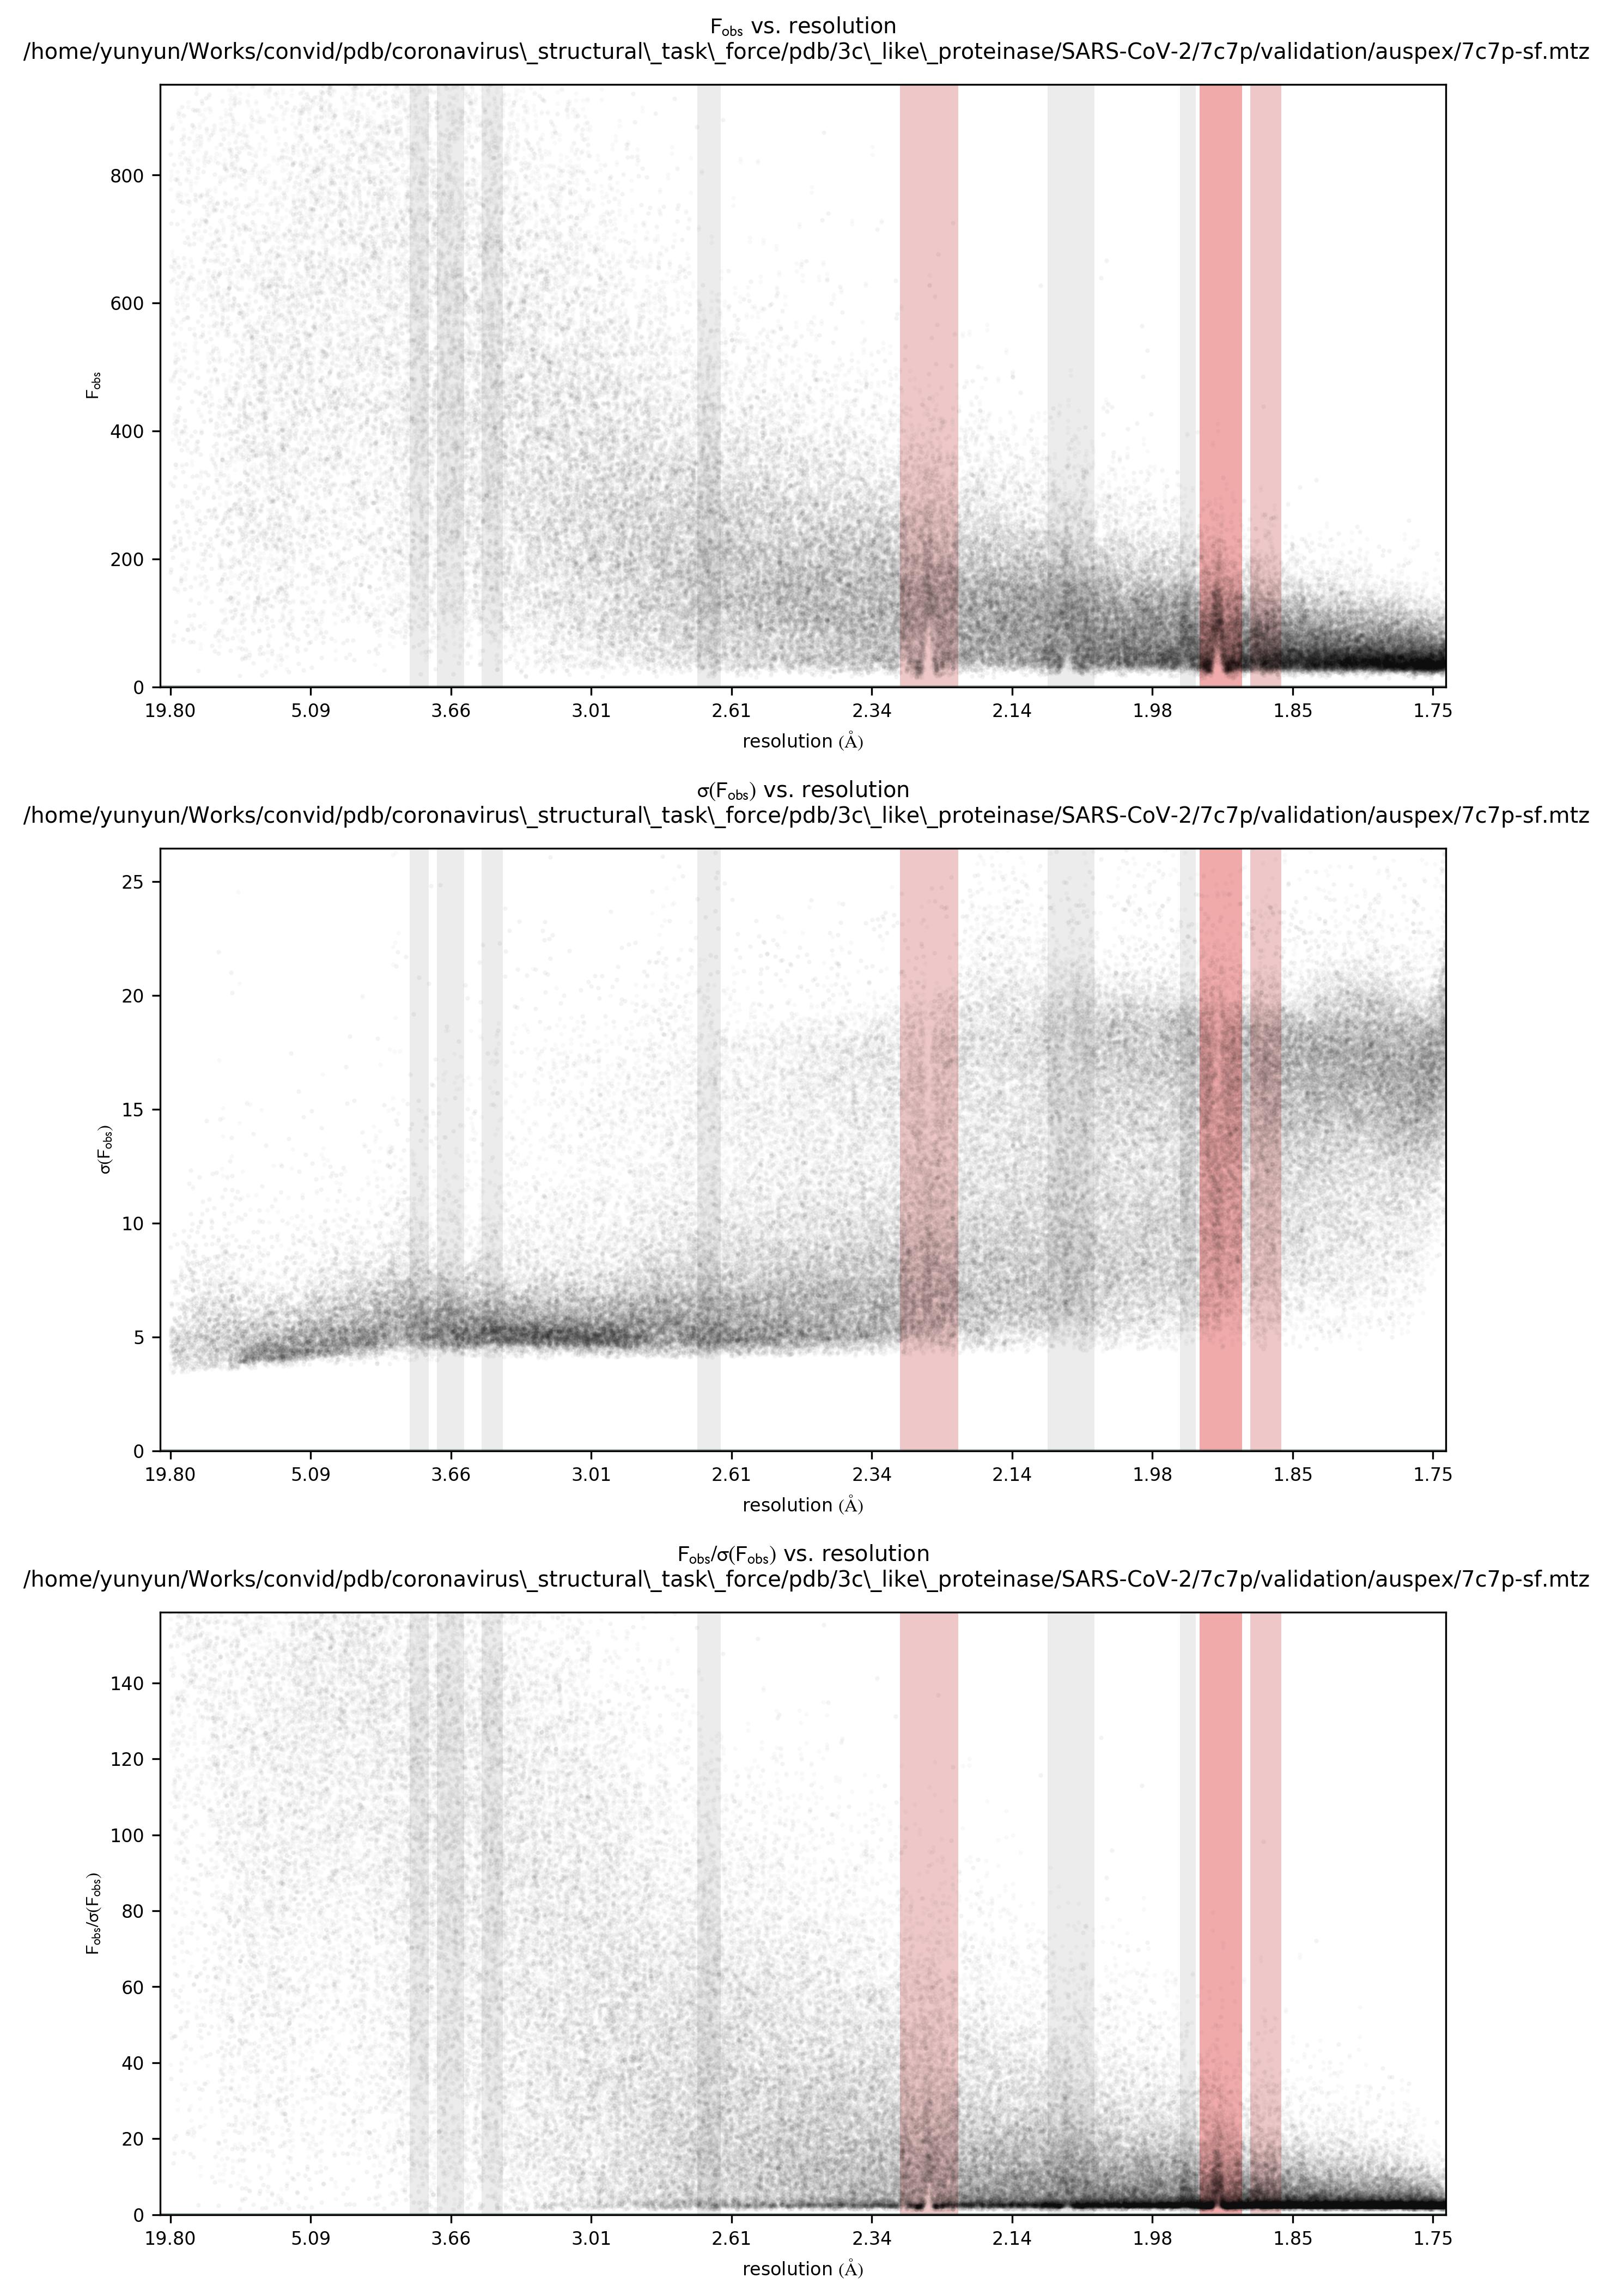 Fobs vs. resolution
/home/yunyun/Works/convid/pdb/coronavirus\_structural\_task\_force/pdb/3c\_like\_proteinase/SARS-CoV-2/7c7p/validation/auspex/7c7p-sf.mtz
800
600
400
200
0
Fobs
19.80 5.09 3.66 3.01 2.61 2.34 2.14 1.98 1.85 1.75
resolution (Å)
σ(Fobs) vs. resolution
/home/yunyun/Works/convid/pdb/coronavirus\_structural\_task\_force/pdb/3c\_like\_proteinase/SARS-CoV-2/7c7p/validation/auspex/7c7p-sf.mtz
25
20
15
10
5
0
σ(Fobs)
19.80 5.09 3.66 3.01 2.61 2.34 2.14 1.98 1.85 1.75
resolution (Å)
Fobs/σ(Fobs) vs. resolution
/home/yunyun/Works/convid/pdb/coronavirus\_structural\_task\_force/pdb/3c\_like\_proteinase/SARS-CoV-2/7c7p/validation/auspex/7c7p-sf.mtz
140
120
100
80
60
40
20
0
Fobs/σ(Fobs)
19.80 5.09 3.66 3.01 2.61 2.34 2.14 1.98 1.85 1.75
resolution (Å)